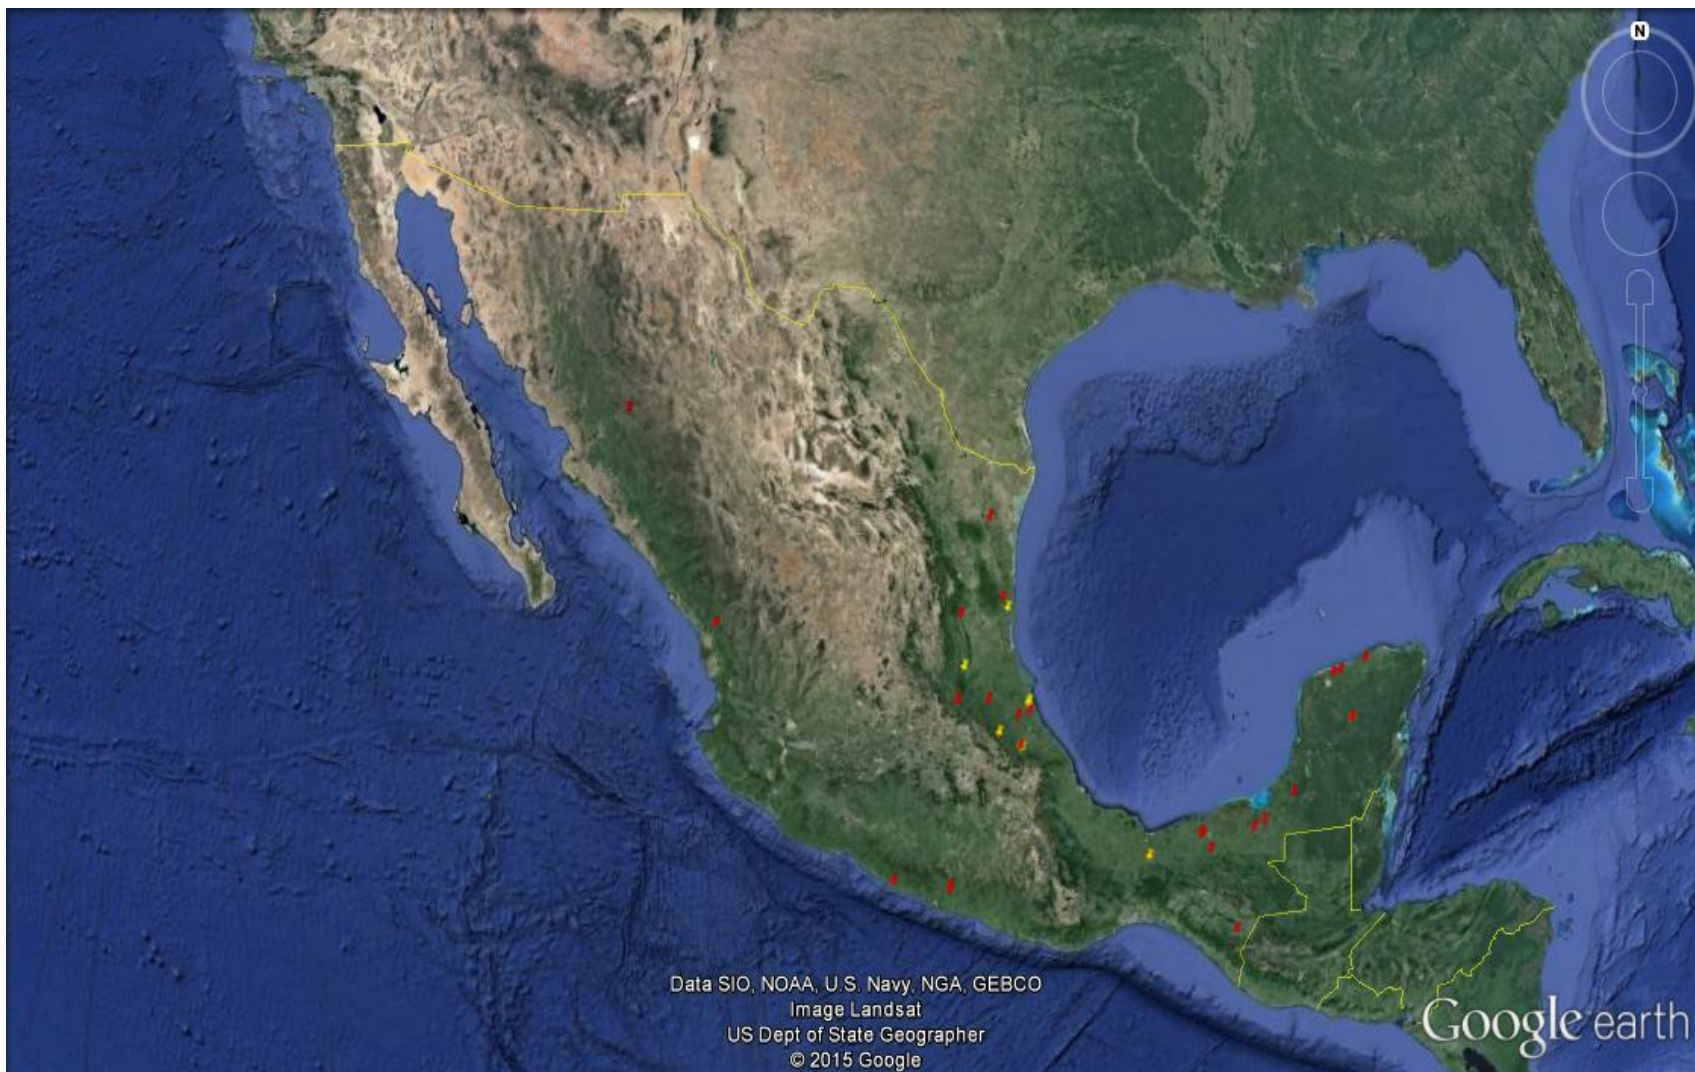 N
Data SIO, NOAA, U.S. Navy, NGA, GEBCO
Image Landsat
US Dept of State Geographer
© 2015 Google
Google earth